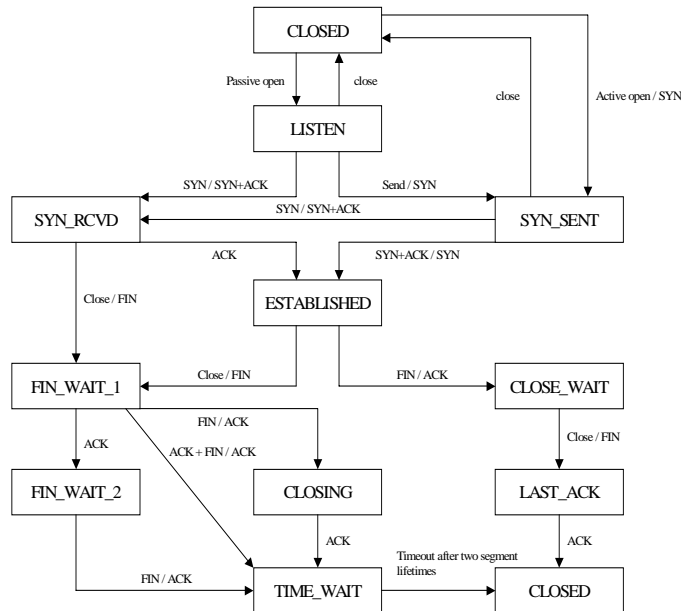 CLOSED
Passive open
close
close
Active open / SYN
LISTEN
SYN / SYN+ACK
Send / SYN
SYN_RCVD
SYN / SYN+ACK
SYN_SENT
ACK
SYN+ACK / SYN
ESTABLISHED
Close / FIN
Close / FIN
FIN / ACK
FIN_WAIT_1
CLOSE_WAIT
FIN / ACK
ACK
ACK + FIN / ACK
Close / FIN
FIN_WAIT_2
CLOSING
LAST_ACK
ACK
ACK
Timeout after two segment
lifetimes
FIN / ACK
TIME_WAIT
CLOSED